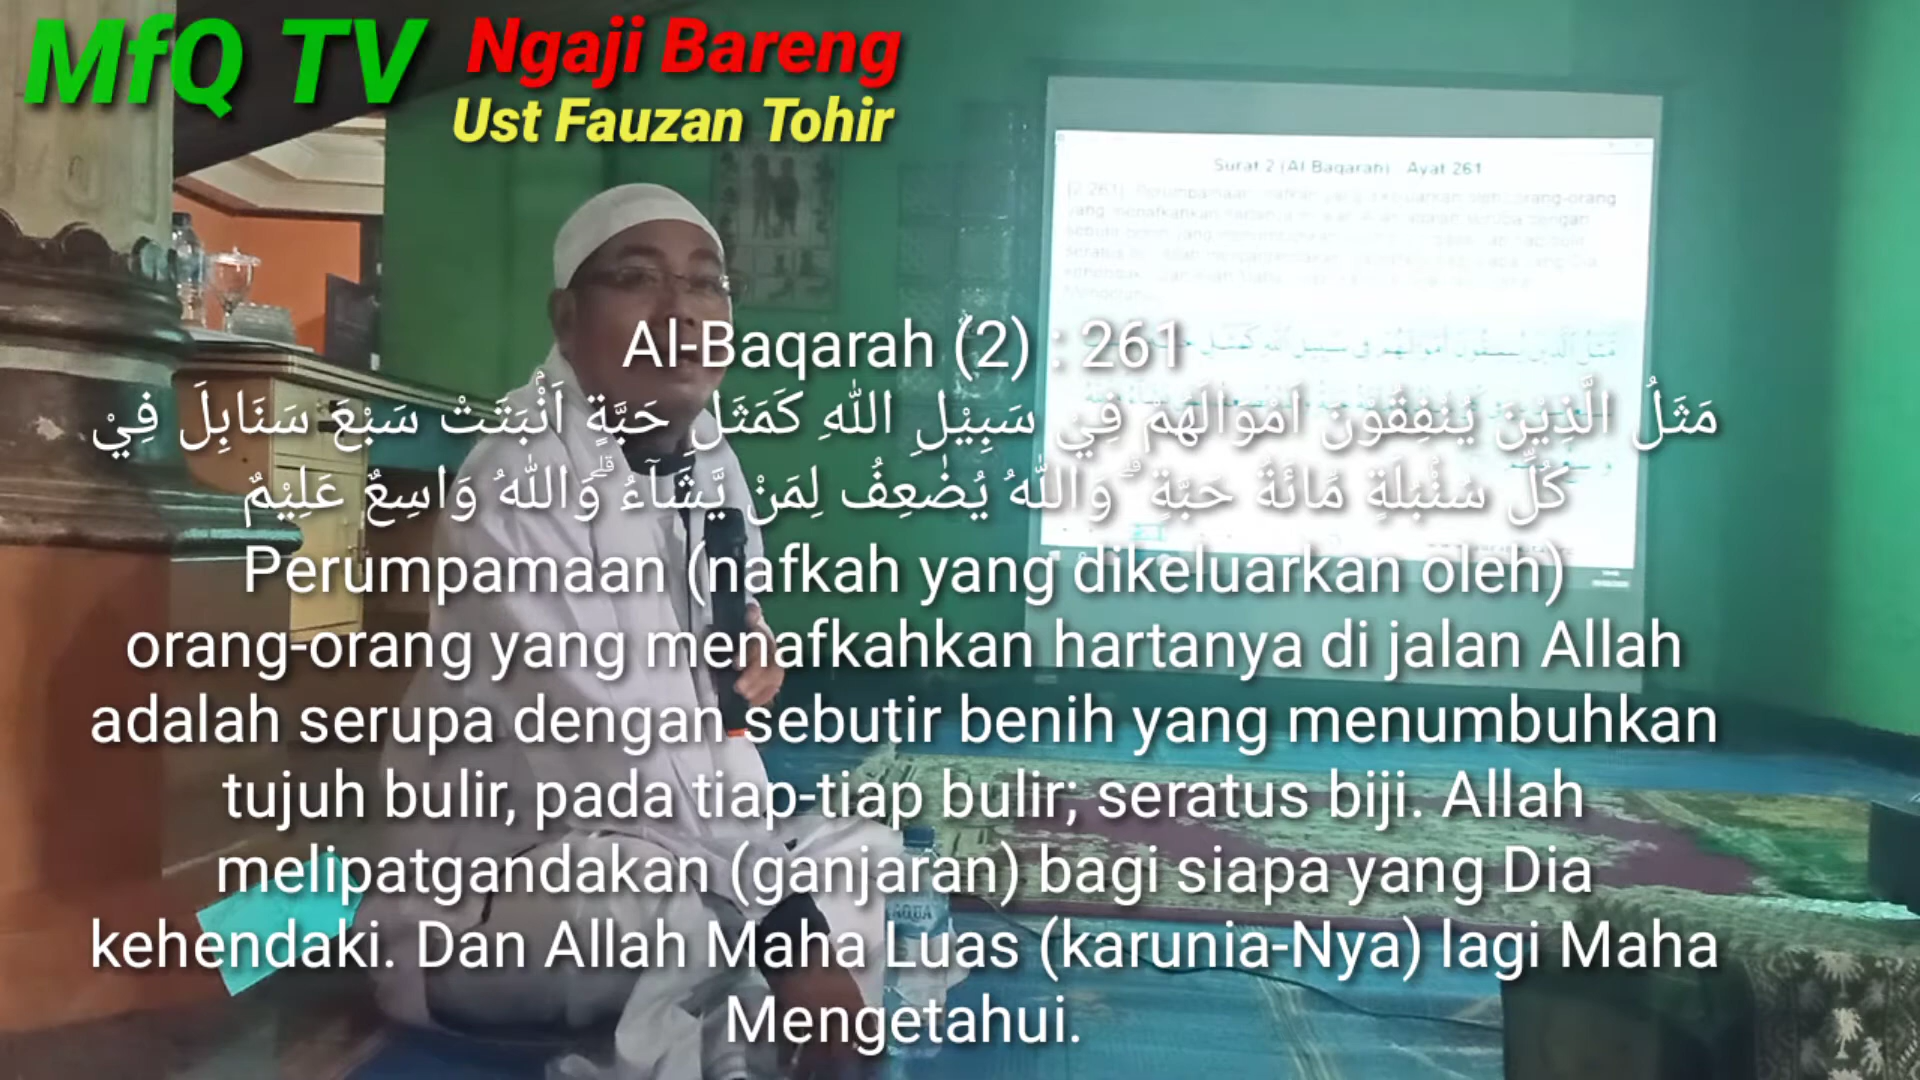 MfQ TV
Ngaji Bareng
Ust Fauzan Tohir
Surat 2 (Al Baqarah) Ayat 261
Al-Baqarah (2) : 261
مَثَلُ الَّذِيْنَ يُنْفِقُوْنَ اَمْوَالَهُمْ فِيْ سَبِيْلِ اللّٰهِ كَمَثَلِ حَبَّةٍ اَنْۢبَتَتْ سَبْعَ سَنَابِلَ فِيْ
كُلِّ سُنْۢبُلَةٍ مِّائَةُ حَبَّةٍ ۗ وَاللّٰهُ يُضٰعِفُ لِمَنْ يَّشَاۤءُ ۗوَاللّٰهُ وَاسِعٌ عَلِيْمٌ
Perumpamaan (nafkah yang dikeluarkan oleh)
orang-orang yang menafkahkan hartanya di jalan Allah
adalah serupa dengan sebutir benih yang menumbuhkan
tujuh bulir, pada tiap-tiap bulir; seratus biji. Allah
melipatgandakan (ganjaran) bagi siapa yang Dia
kehendaki. Dan Allah Maha Luas (karunia-Nya) lagi Maha
Mengetahui.
AQUA